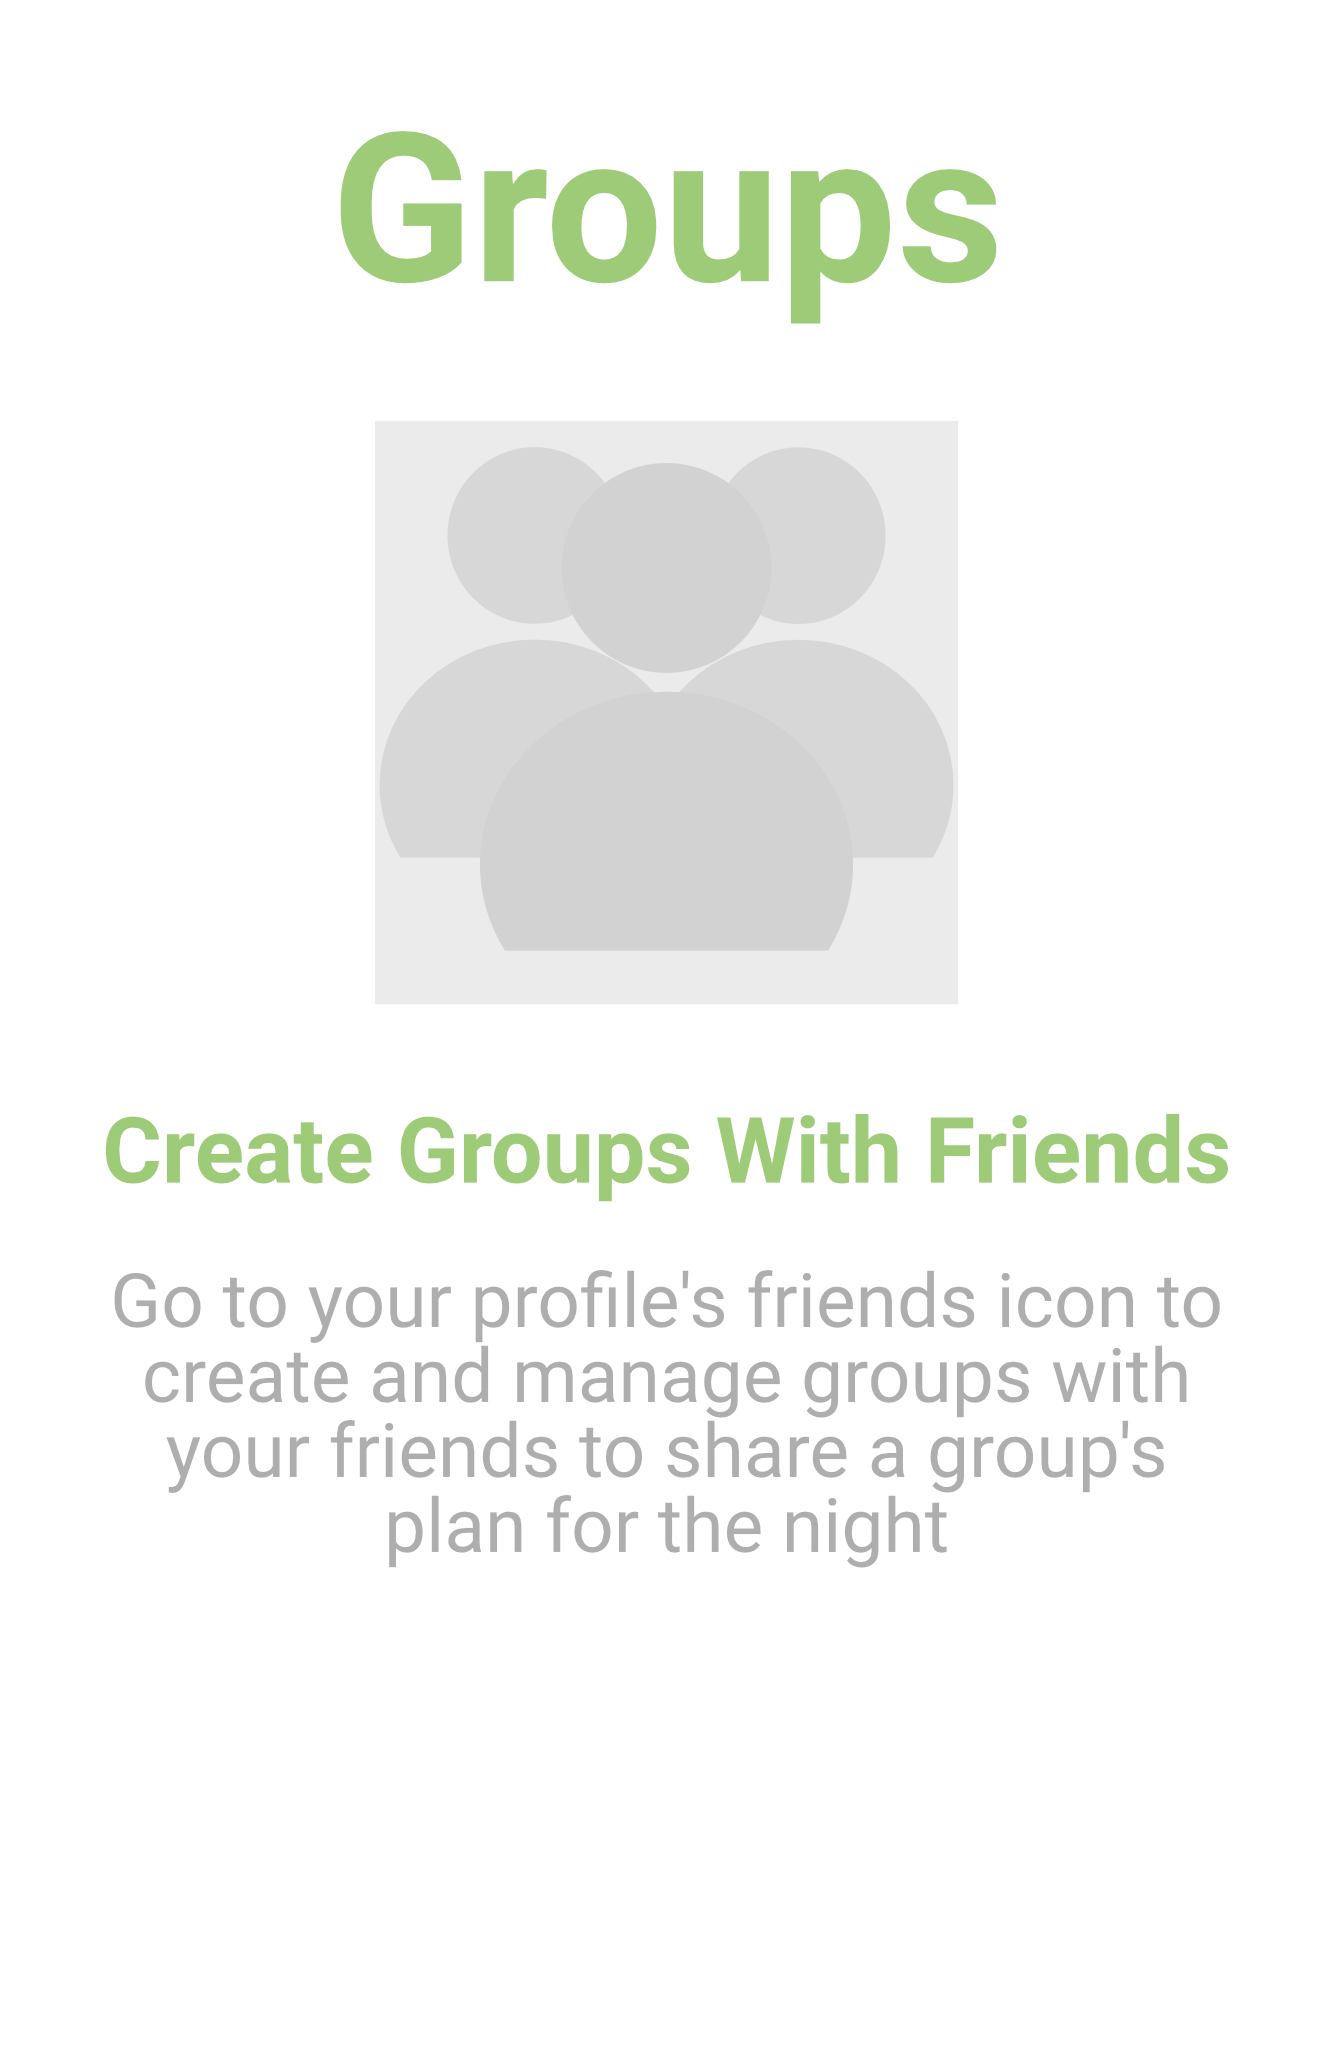 Groups
Create Groups With Friends
Go to your profile's friends icon to
create and manage groups with
your friends to share a group's
plan for the night